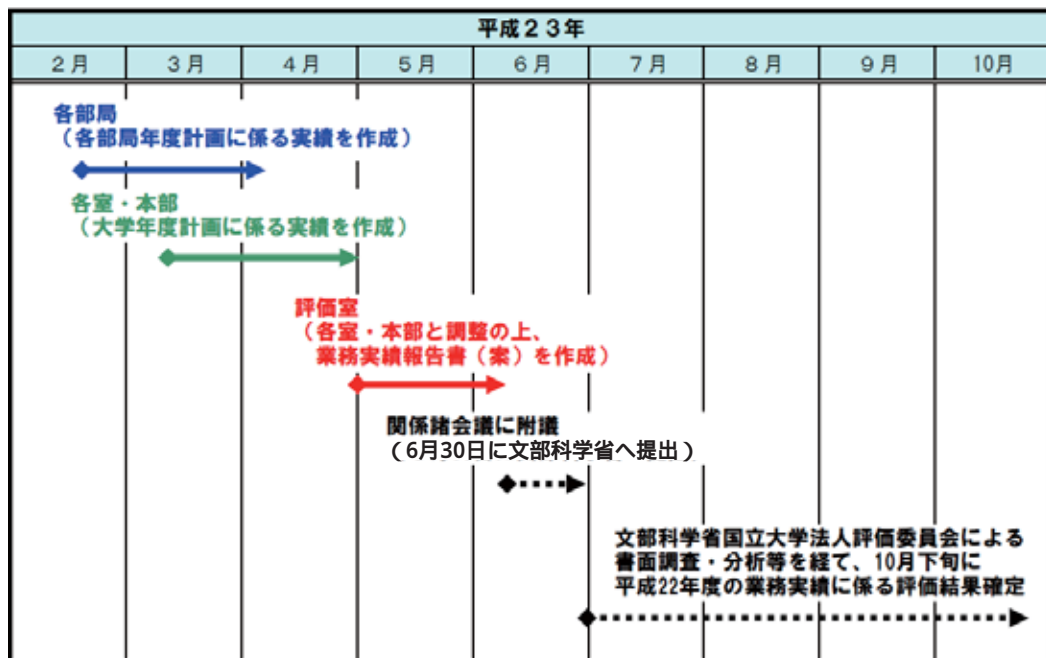 平成２３年
２月 ３月 ４月 ５月 ６月 ７月 ８月 ９月 10月
各部局
（各部局年度計画に係る実績を作成）
各室・本部
（大学年度計画に係る実績を作成）
評価室
（各室・本部と調整の上、
業務実績報告書（案）を作成）
関係諸会議に附議
（6月30日に文部科学省へ提出）
文部科学省国立大学法人評価委員会による
書面調査・分析等を経て、10月下旬に
平成22年度の業務実績に係る評価結果確定